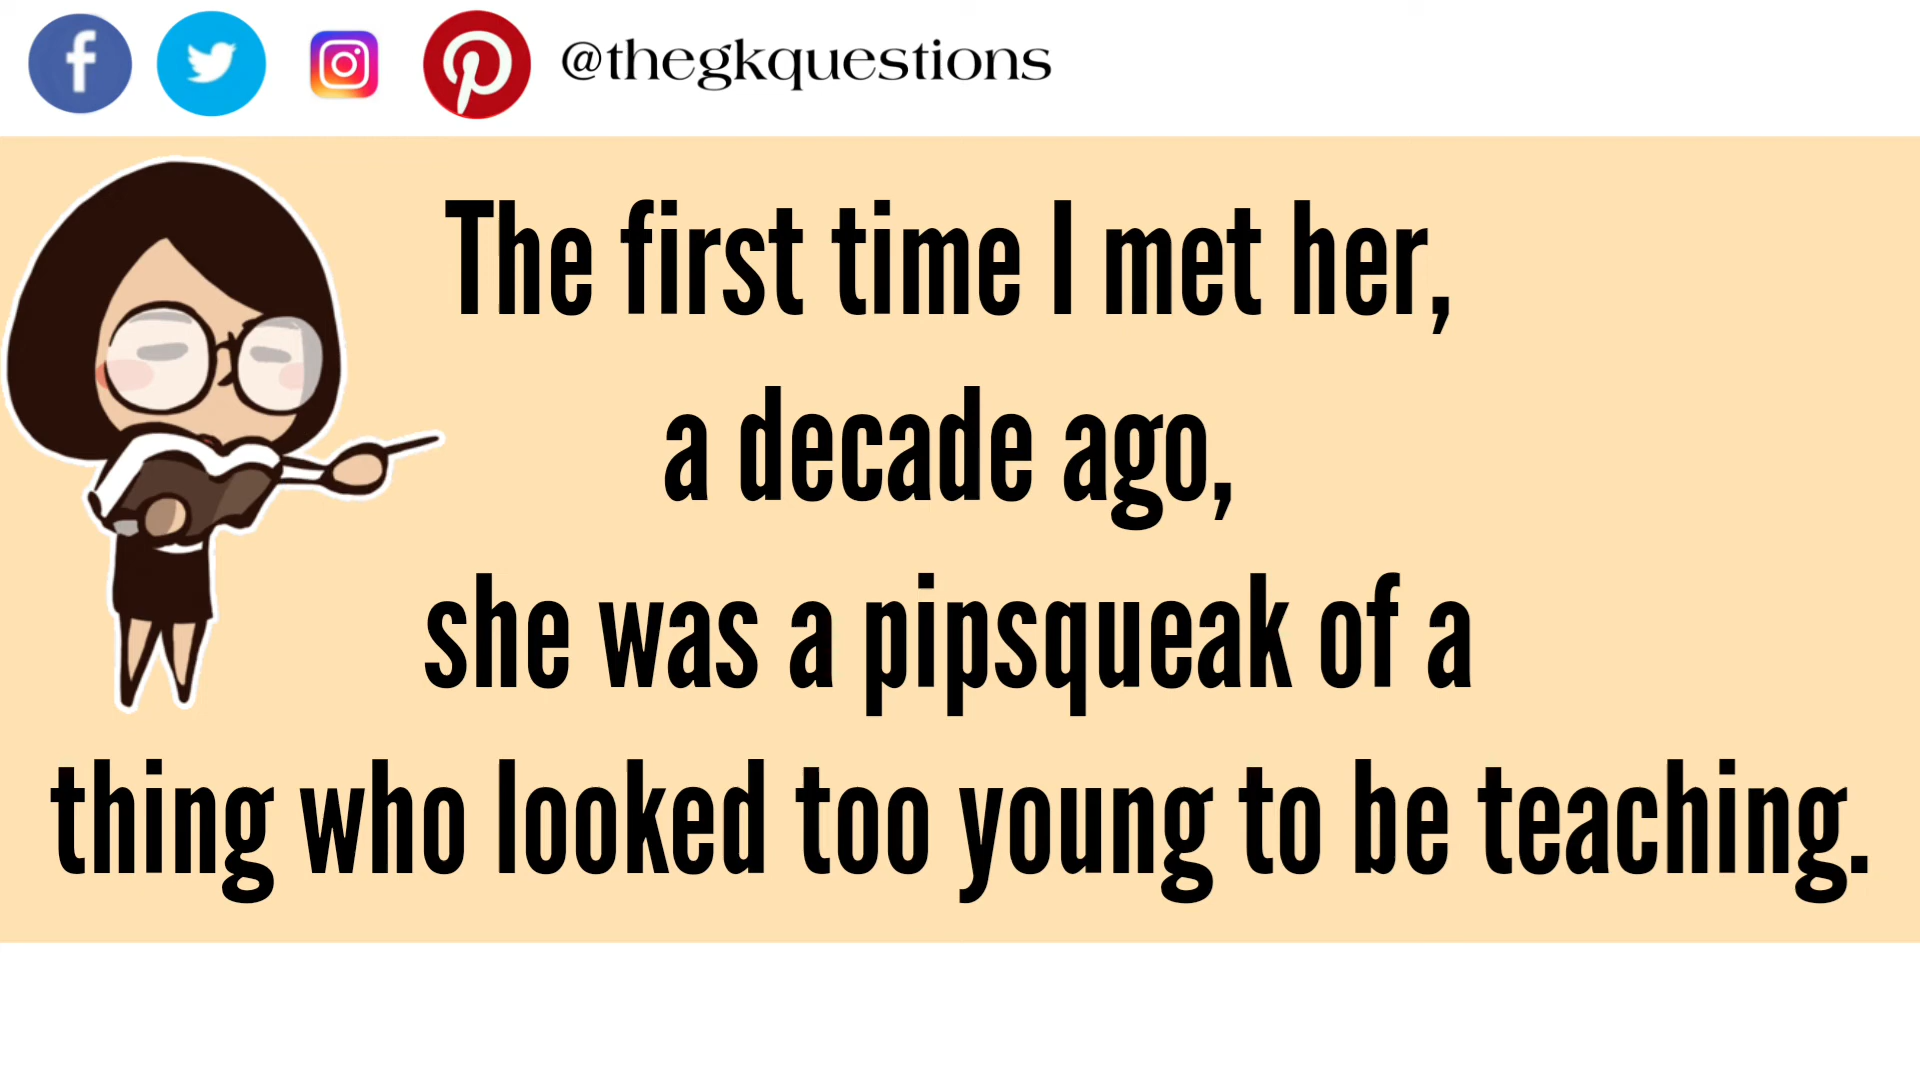 @thegkquestions
The first time I met her,
a decade ago,
she was a pipsqueak of a
thing who looked too young to be teaching.